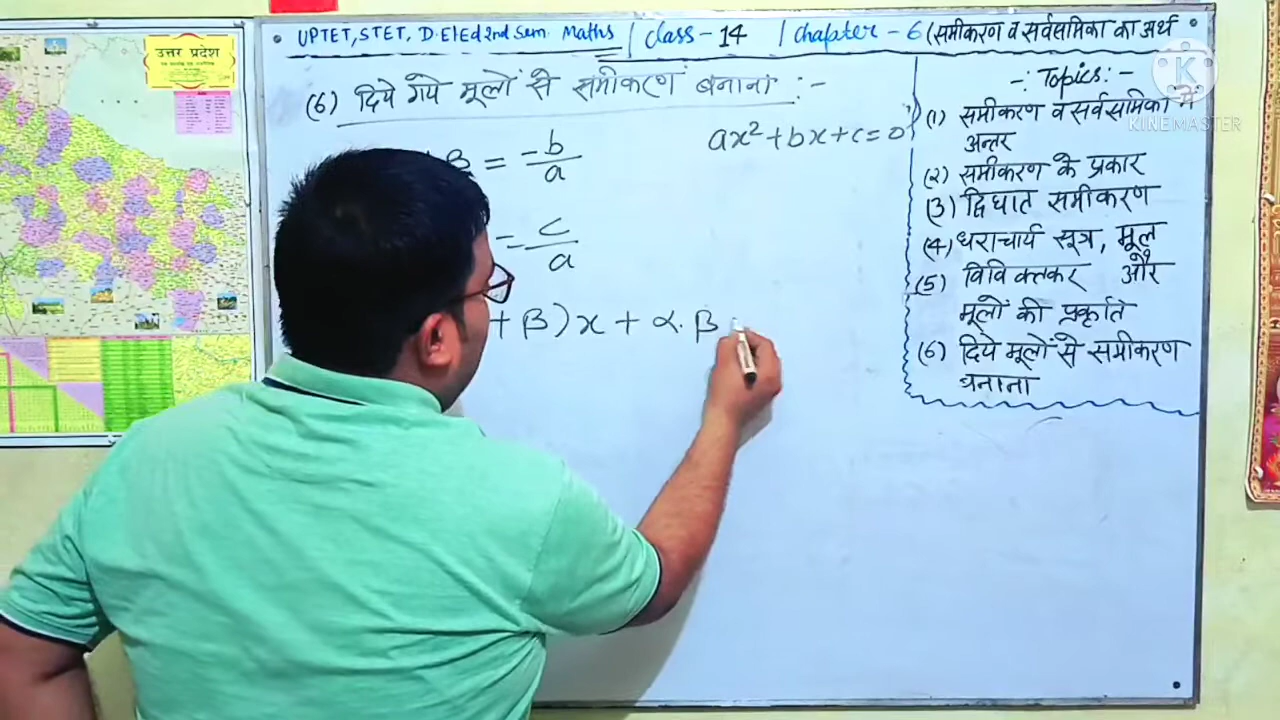 उत्तर प्रदेश
UPTET, STET, D.El.Ed 2nd Sem. Maths | Class - 14 | Chapter - 6 (समीकरण व सर्वसमिका का अर्थ
(6) दिये गये मूलों से समीकरण बनाना :-
ax² + bx + c = 0
β = -b/a
= c/a
+ β)x + α.β
-: Topics :-
(1) समीकरण व सर्वसमिका में
अन्तर
(2) समीकरण के प्रकार
(3) द्विघात समीकरण
(4) धराचार्य सूत्र, मूल
(5) विविक्तकर और
मूलों की प्रकृति
(6) दिये मूलों से समीकरण
बनाना
KINEMASTER